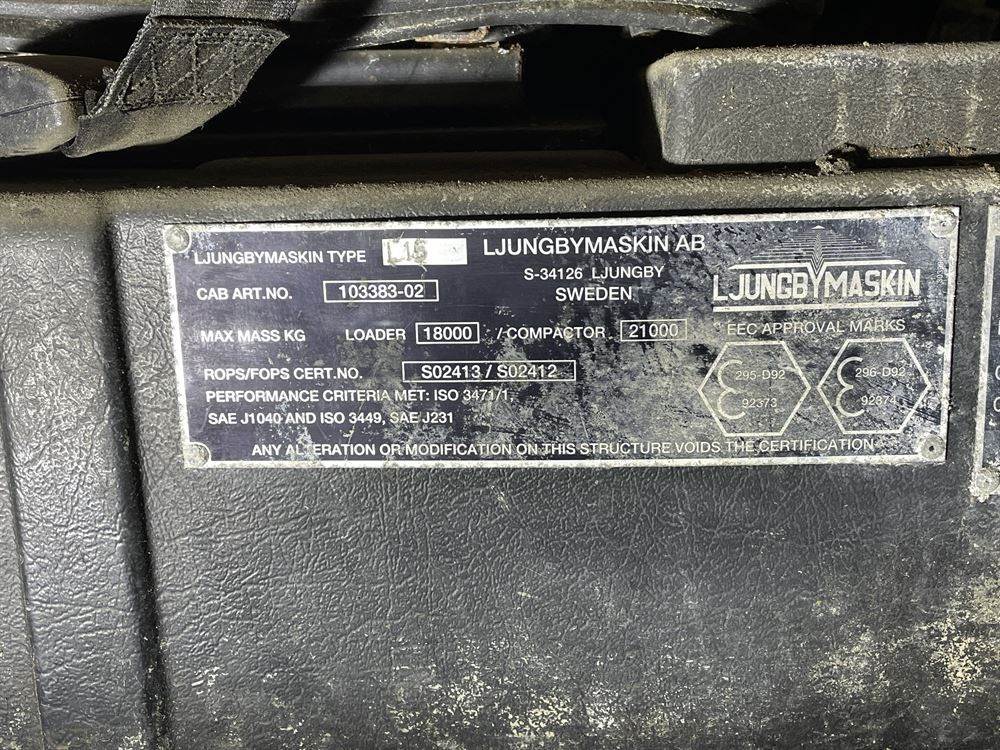 LJUNGBYMASKIN TYPE L15
LJUNGBYMASKIN AB
S-34126 LJUNGBY
SWEDEN
LJUNGBYMASKIN
CAB ART.NO. 103383-02
MAX MASS KG LOADER 18000 / COMPACTOR 21000
EEC APPROVAL MARKS
ROPS/FOPS CERT.NO. S02413 / S02412
PERFORMANCE CRITERIA MET: ISO 3471/1,
SAE J1040 AND ISO 3449, SAE J231
295-D92
92373
296-D92
92374
ANY ALTERATION OR MODIFICATION ON THIS STRUCTURE VOIDS THE CERTIFICATION